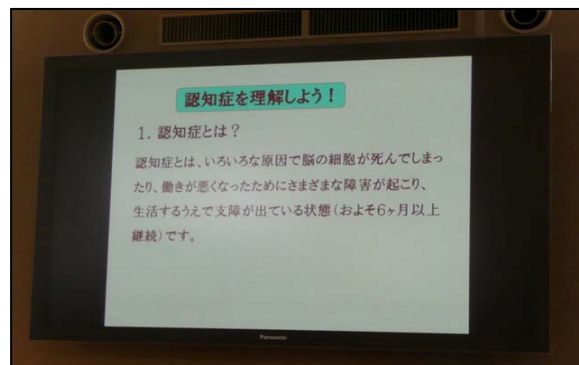 認知症を理解しよう！
1. 認知症とは？
認知症とは、いろいろな原因で脳の細胞が死んでしまっ
たり、働きが悪くなったためにさまざまな障害が起こり、
生活するうえで支障が出ている状態（およそ6ヶ月以上
継続）です。
Panasonic